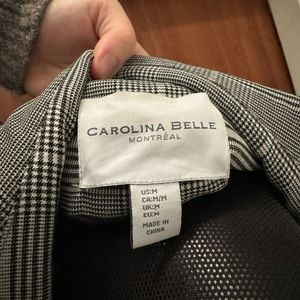 CAROLINA BELLE
MONTRÉAL
US:M
CA:M/M
UK:M
EU:M
MADE IN
CHINA